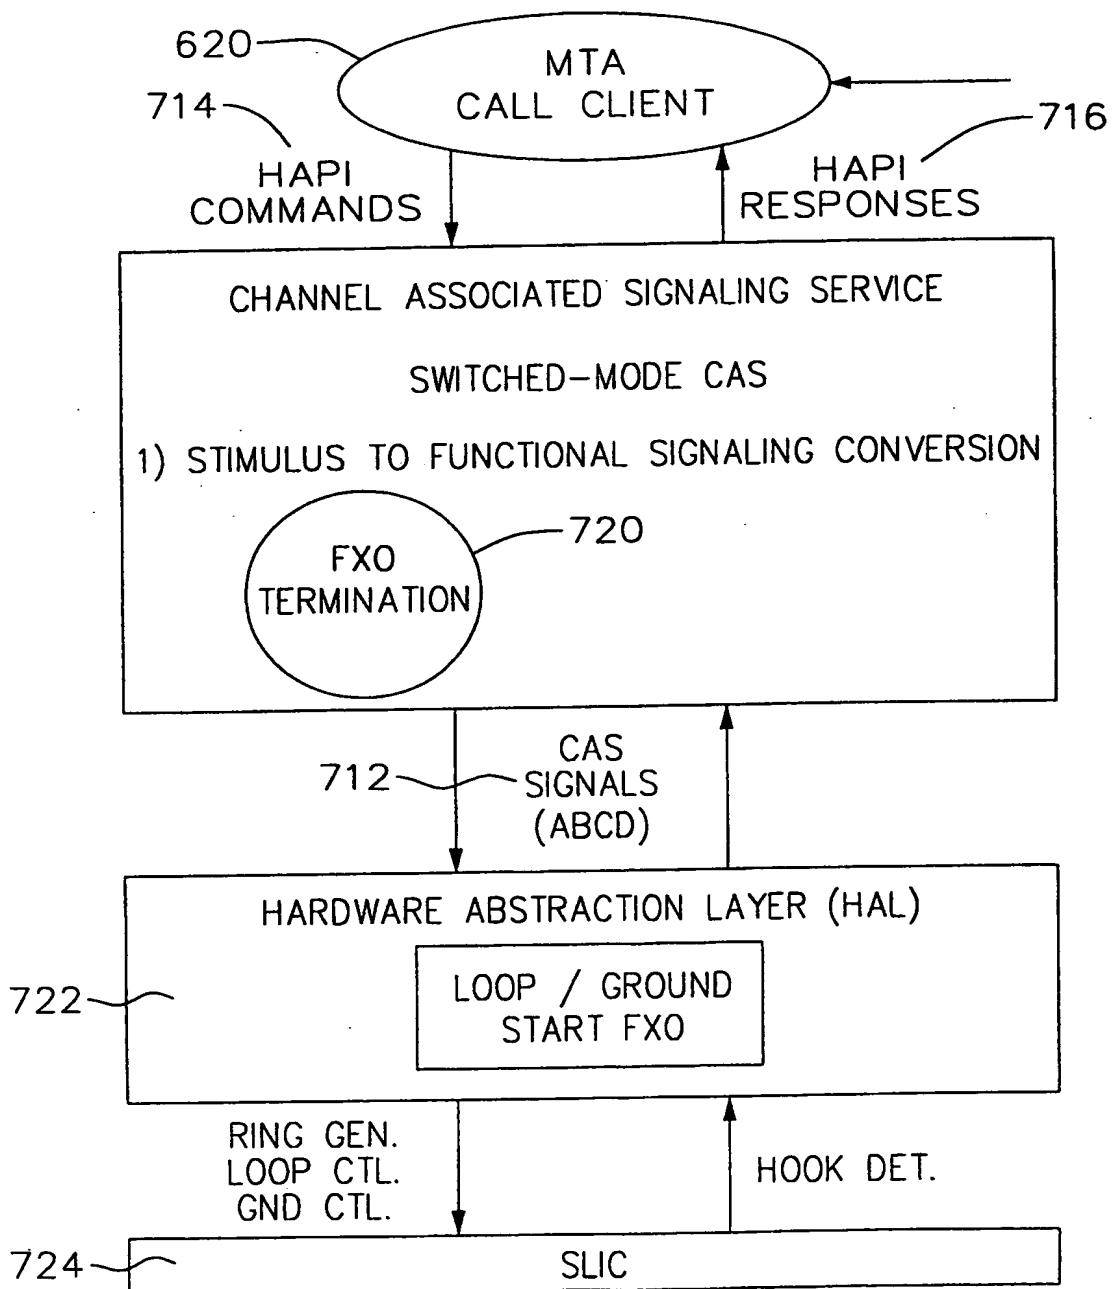 620
MTA
CALL CLIENT
714
716
HAPI
COMMANDS
HAPI
RESPONSES
CHANNEL ASSOCIATED SIGNALING SERVICE
SWITCHED-MODE CAS
1) STIMULUS TO FUNCTIONAL SIGNALING CONVERSION
720
FXO
TERMINATION
712
CAS
SIGNALS
(ABCD)
HARDWARE ABSTRACTION LAYER (HAL)
722
LOOP / GROUND
START FXO
RING GEN.
LOOP CTL.
GND CTL.
HOOK DET.
724
SLIC